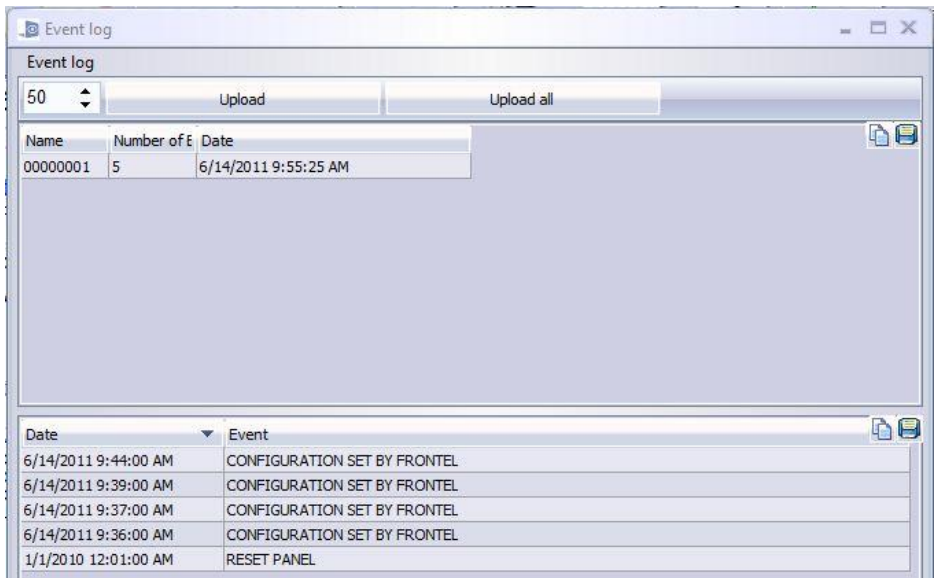 Event log
Event log
50 Upload Upload all
Name Number of E Date
00000001 5 6/14/2011 9:55:25 AM
Date Event
6/14/2011 9:44:00 AM CONFIGURATION SET BY FRONTEL
6/14/2011 9:39:00 AM CONFIGURATION SET BY FRONTEL
6/14/2011 9:37:00 AM CONFIGURATION SET BY FRONTEL
6/14/2011 9:36:00 AM CONFIGURATION SET BY FRONTEL
1/1/2010 12:01:00 AM RESET PANEL